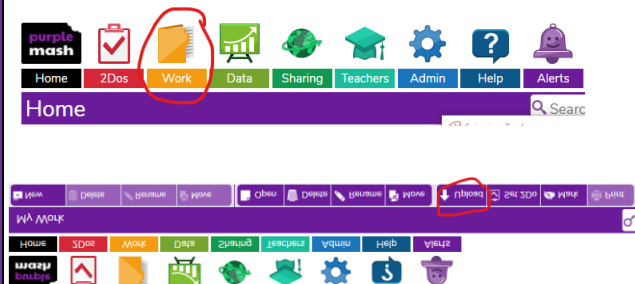 purple
mash
Home 2Dos Work Data Sharing Teachers Admin Help Alerts
Home Searc
New Delete Rename Move Open Delete Rename Move Upload Set 2Do Mark Print
My Work
Home 2Dos Work Data Sharing Teachers Admin Help Alerts
mash
purple